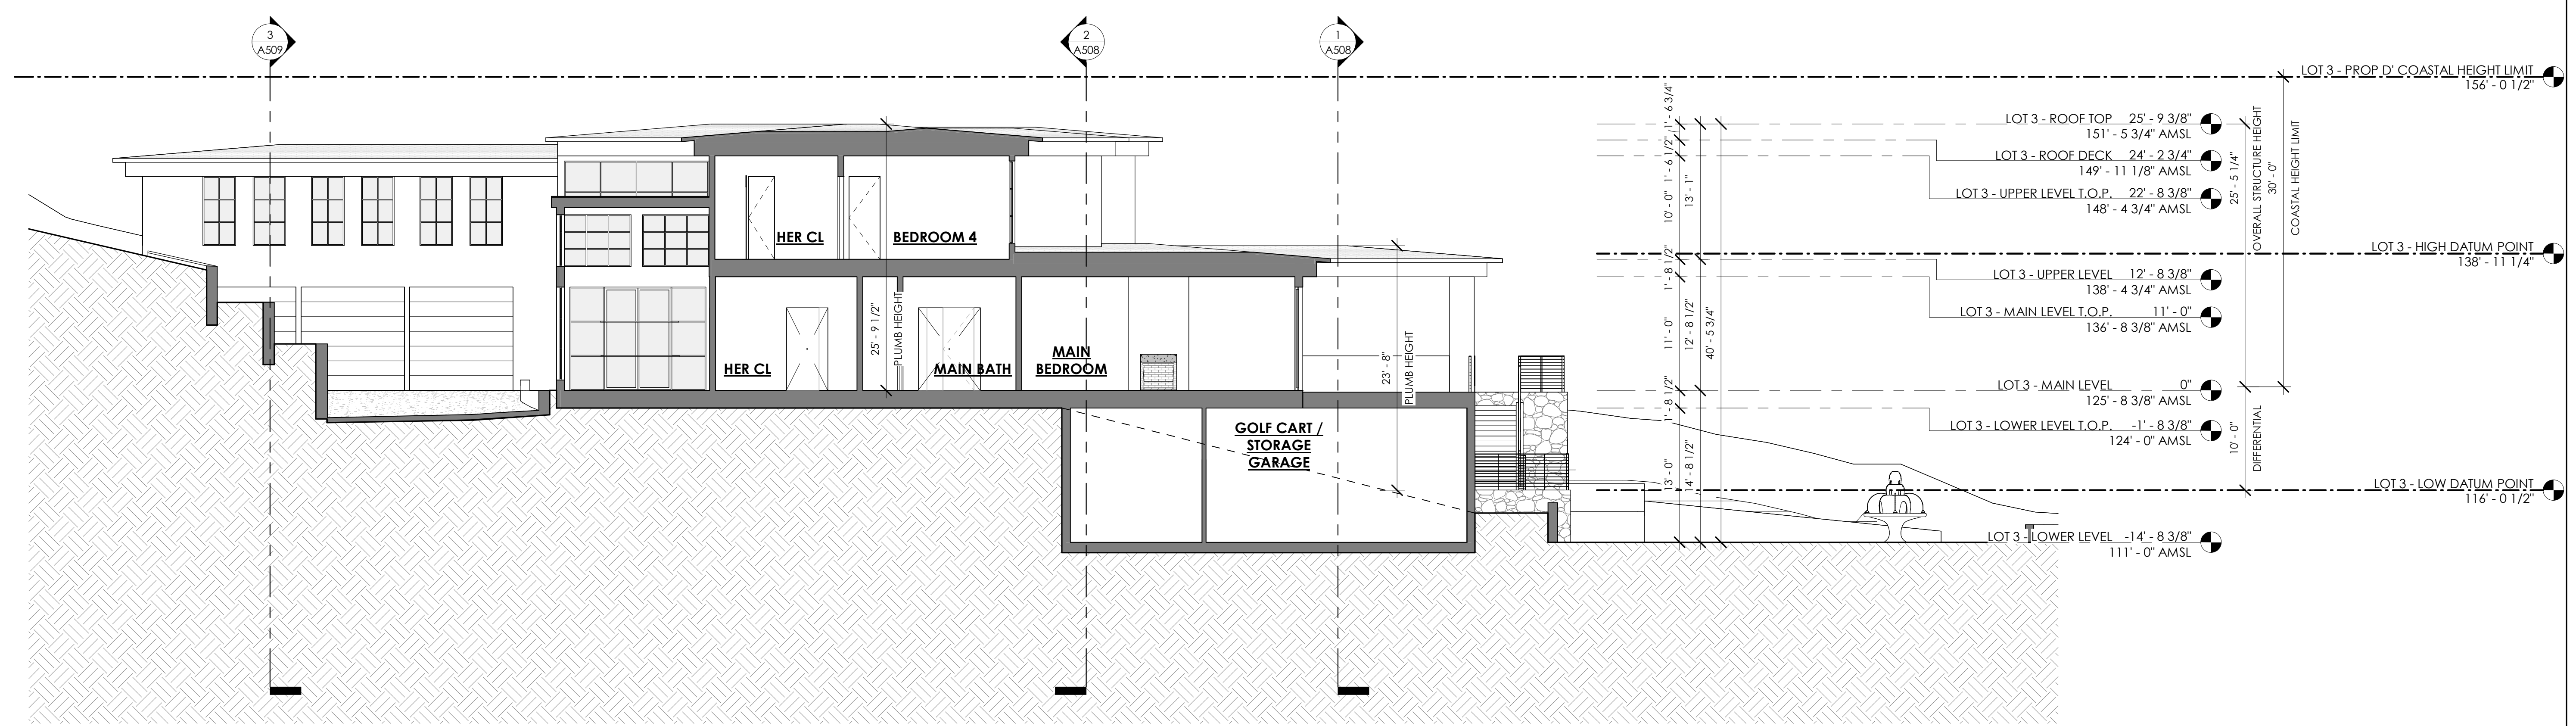 3
A509
2
A508
1
A508
LOT 3 - PROP D' COASTAL HEIGHT LIMIT
156' - 0 1/2"
LOT 3 - ROOF TOP 25' - 9 3/8"
151' - 5 3/4" AMSL
LOT 3 - ROOF DECK 24' - 2 3/4"
149' - 11 1/8" AMSL
LOT 3 - UPPER LEVEL T.O.P. 22' - 8 3/8"
148' - 4 3/4" AMSL
LOT 3 - HIGH DATUM POINT
138' - 11 1/4"
LOT 3 - UPPER LEVEL 12' - 8 3/8"
138' - 4 3/4" AMSL
LOT 3 - MAIN LEVEL T.O.P. 11' - 0"
136' - 8 3/8" AMSL
LOT 3 - MAIN LEVEL 0"
125' - 8 3/8" AMSL
LOT 3 - LOWER LEVEL T.O.P. -1' - 8 3/8"
124' - 0" AMSL
LOT 3 - LOW DATUM POINT
116' - 0 1/2"
LOT 3 - LOWER LEVEL -14' - 8 3/8"
111' - 0" AMSL
HER CL
BEDROOM 4
HER CL
MAIN BATH
MAIN
BEDROOM
GOLF CART /
STORAGE
GARAGE
25' - 9 1/2"
PLUMB HEIGHT
23' - 8"
PLUMB HEIGHT
1' - 6 3/4"
1' - 6 1/2"
10' - 0"
1' - 8 1/2"
11' - 0"
1' - 8 1/2"
13' - 0"
13' - 1"
12' - 8 1/2"
14' - 8 1/2"
40' - 5 3/4"
25' - 5 1/4"
OVERALL STRUCTURE HEIGHT
10' - 0"
DIFFERENTIAL
30' - 0"
COASTAL HEIGHT LIMIT